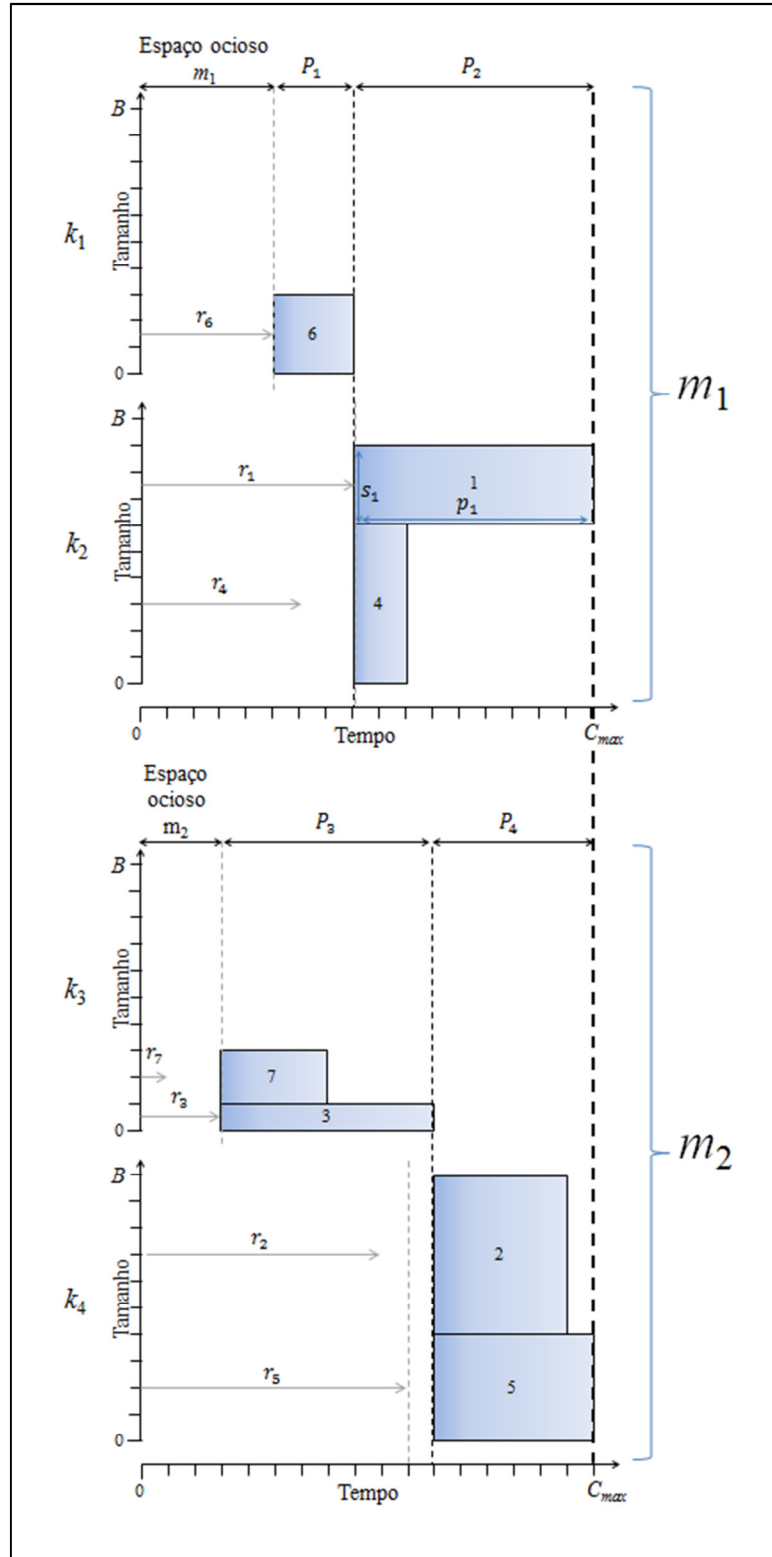 Espaço ocioso
m₁ P₁ P₂
B
Tamanho
k₁
r₆
6
0
m₁
B
r₁
1
s₁
p₁
k₂
Tamanho
r₄
4
0
0 Tempo Cmax
Espaço
ocioso
m₂ P₃ P₄
B
Tamanho
k₃
r₇
7
r₃
3
0
m₂
B
r₂
2
k₄
Tamanho
r₅
5
0
0 Tempo Cmax